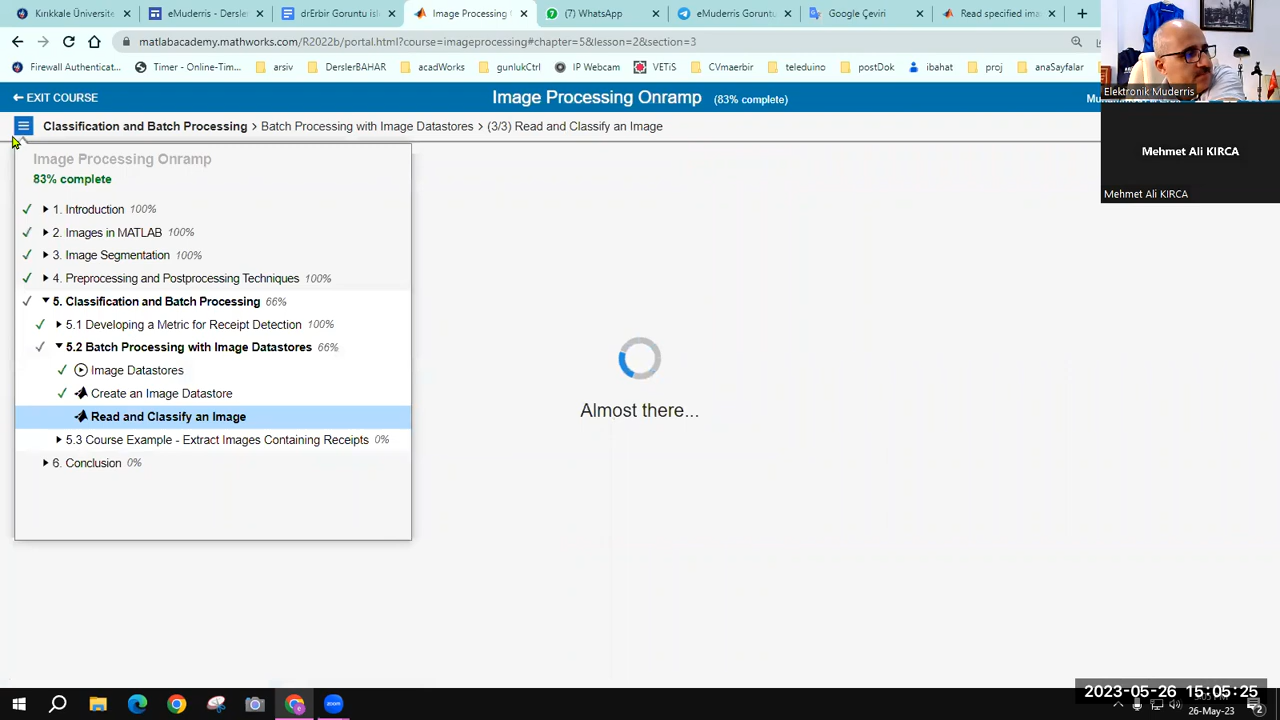 Kırıkkale Üniversite
eMuderris - Dersle
drErbir Goruntu isl
Image Processing
(7) WhatsApp
eMuderris Goruntu
Google Çeviri
Read specified ima
matlabacademy.mathworks.com/R2022b/portal.html?course=imageprocessing#chapter=5&lesson=2&section=3
Firewall Authenticat...
Timer - Online-Tim...
arsiv
DerslerBAHAR
acadWorks
gunlukCtrl
IP Webcam
VETiS
CVmaerbir
teleduino
postDok
ibahat
proj
anaSayfalar
Elektronik Muderris
EXIT COURSE
Image Processing Onramp (83% complete)
Classification and Batch Processing > Batch Processing with Image Datastores > (3/3) Read and Classify an Image
Mehmet Ali KIRCA
Mehmet Ali KIRCA
Image Processing Onramp
83% complete
1. Introduction 100%
2. Images in MATLAB 100%
3. Image Segmentation 100%
4. Preprocessing and Postprocessing Techniques 100%
5. Classification and Batch Processing 66%
5.1 Developing a Metric for Receipt Detection 100%
5.2 Batch Processing with Image Datastores 66%
Image Datastores
Create an Image Datastore
Read and Classify an Image
5.3 Course Example - Extract Images Containing Receipts 0%
6. Conclusion 0%
Almost there...
zoom
2023-05-26 15:05:25
26-May-23
2